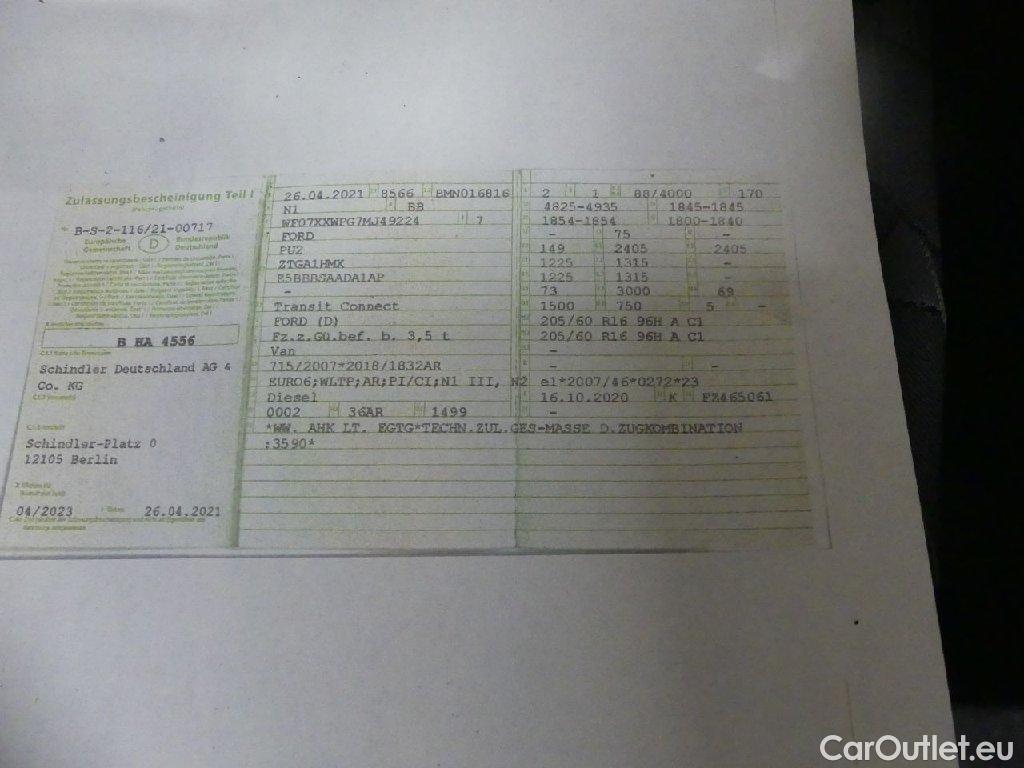 Zulassungsbescheinigung Teil I
B-S-2-116/21-00717
Europäische Gemeinschaft D Bundesrepublik Deutschland
B HA 4556
Schindler Deutschland AG &
Co. KG
Schindler-Platz 0
12105 Berlin
04/2023 26.04.2021
26.04.2021 8566 BMN016816
N1 BB
WF07XXWPG7MJ49224 7
FORD
PU2
ZTGA1HMX
-
Transit Connect
FORD (D)
Fz.z.Gü.bef. b. 3,5 t
Van
715/2007*2018/1832AR
EURO6;WLTP;AR;PI/CI;N1 III, N2
Diesel
0002 36AR 1499
2 1 88/4000 170
4825-4935 1845-1845
1854-1854 1800-1840
- 75 -
149 2405 2405
1225 1315 -
1225 1315 -
73 3000 69
1500 750 5 -
205/60 R16 96H A C1
205/60 R16 96H A C1
-
-
e1*2007/46*0272*23
16.10.2020 K FZ465061
-
*WW. AHK LT. EGTG*TECHN.ZUL.GES-MASSE D.ZUGKOMBINATION
:3590*
CarOutlet.eu